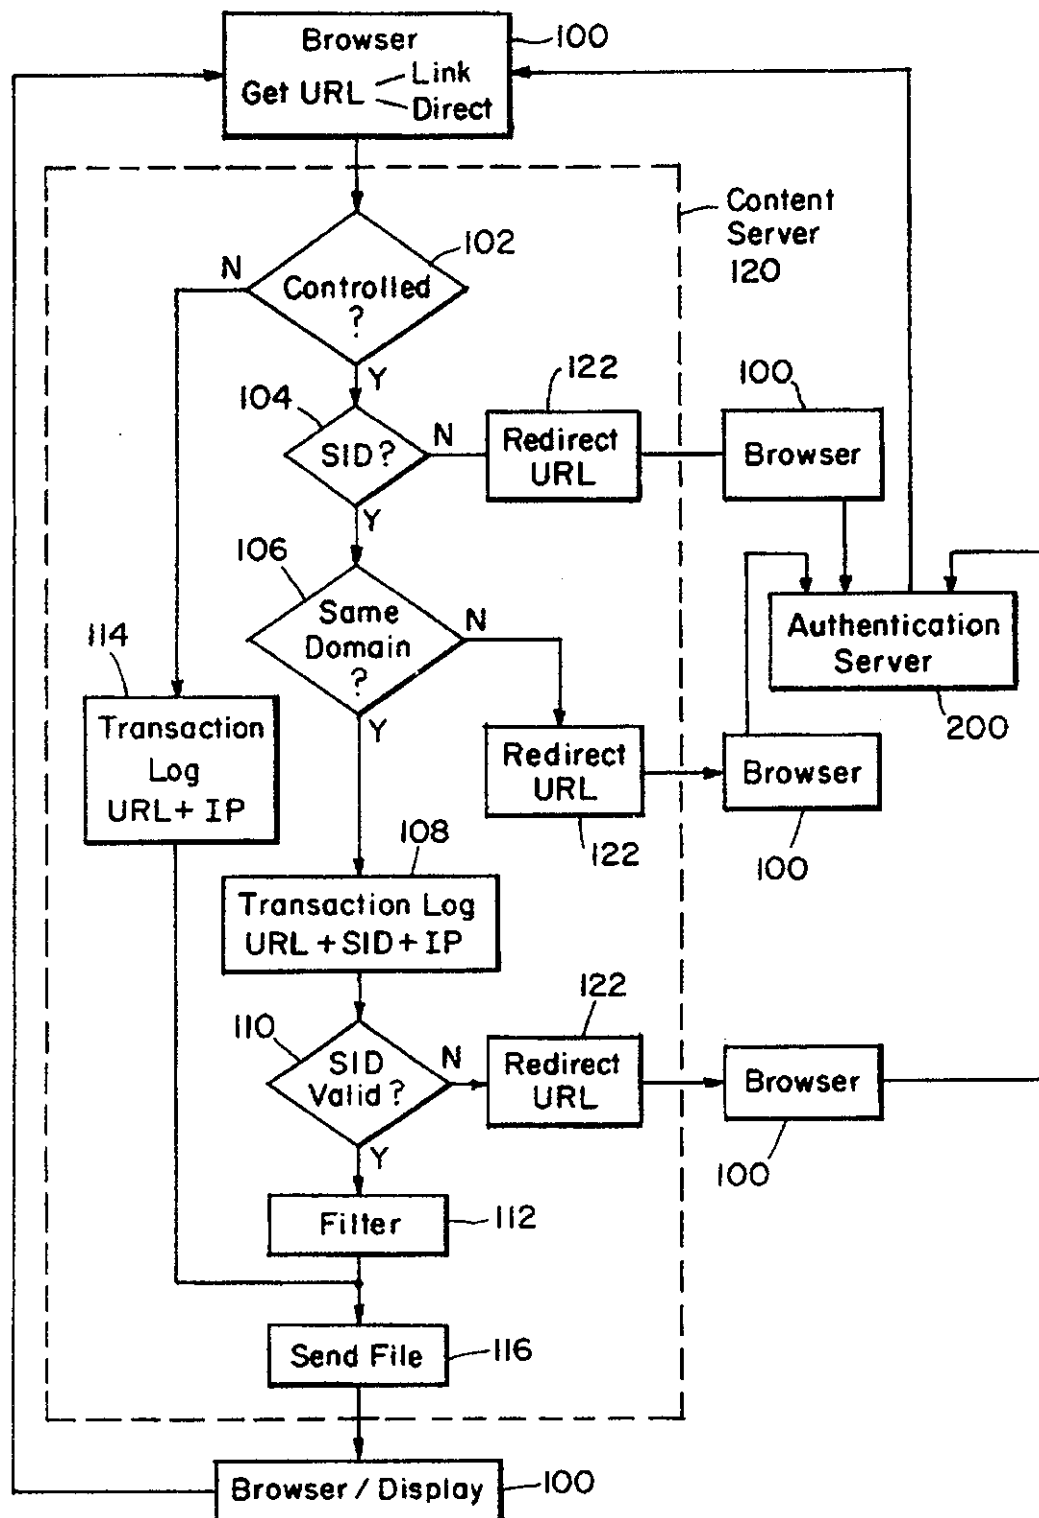 Browser
100
Get URL
Link
Direct
Content
Server
120
102
N
Controlled
?
Y
104
SID?
N
122
Redirect
URL
100
Browser
Y
106
Same
Domain
?
N
Authentication
Server
200
114
Transaction
Log
URL + IP
Y
Redirect
URL
122
Browser
100
108
Transaction Log
URL + SID + IP
110
SID
Valid ?
N
122
Redirect
URL
Browser
100
Y
Filter
112
Send File
116
Browser / Display
100